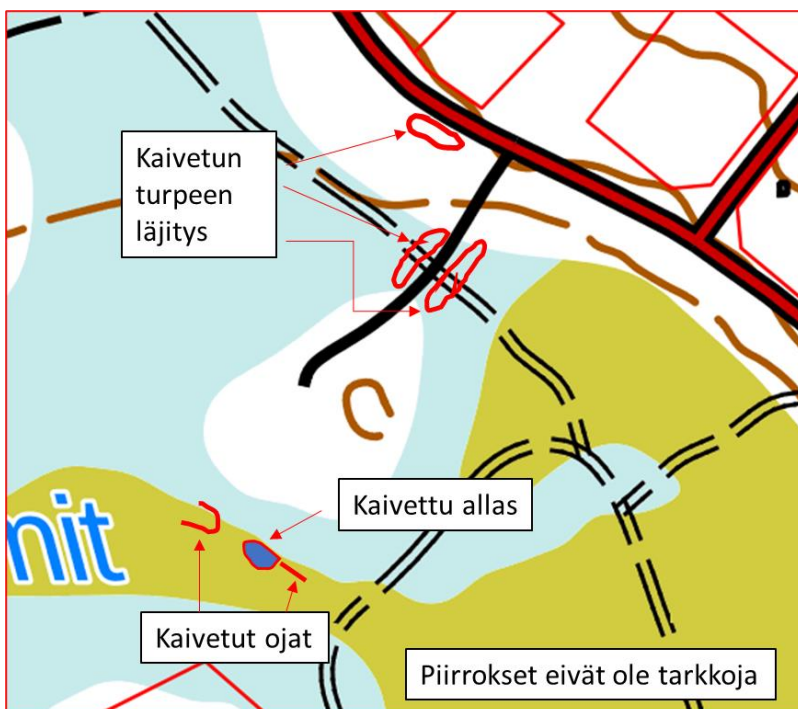 Kaivetun
turpeen
läjitys
Kaivettu allas
nit
Kaivetut ojat
Piirrokset eivät ole tarkkoja